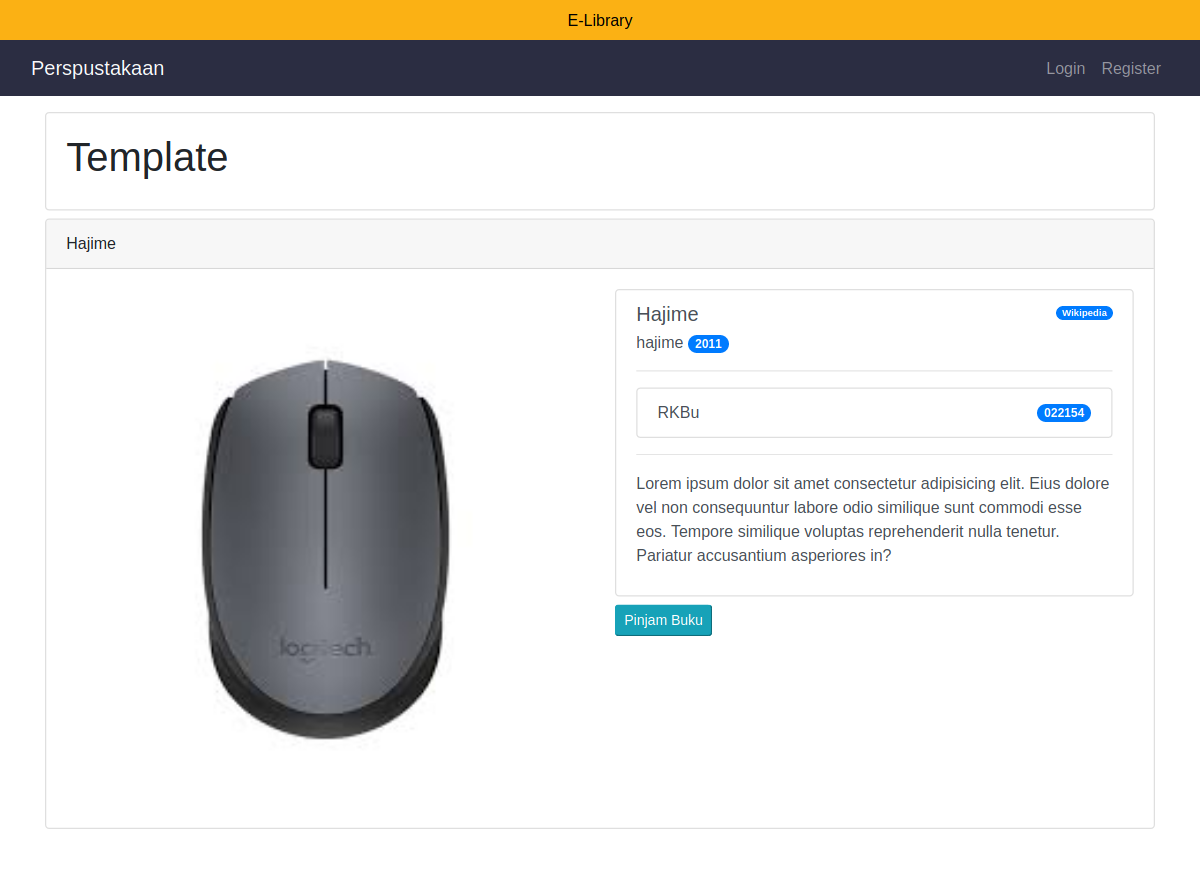 E-Library
Perspustakaan
Login Register
Template
Hajime
Hajime
Wikipedia
hajime 2011
RKBu
022154
Lorem ipsum dolor sit amet consectetur adipisicing elit. Eius dolore
vel non consequuntur labore odio similique sunt commodi esse
eos. Tempore similique voluptas reprehenderit nulla tenetur.
Pariatur accusantium asperiores in?
Pinjam Buku
logitech